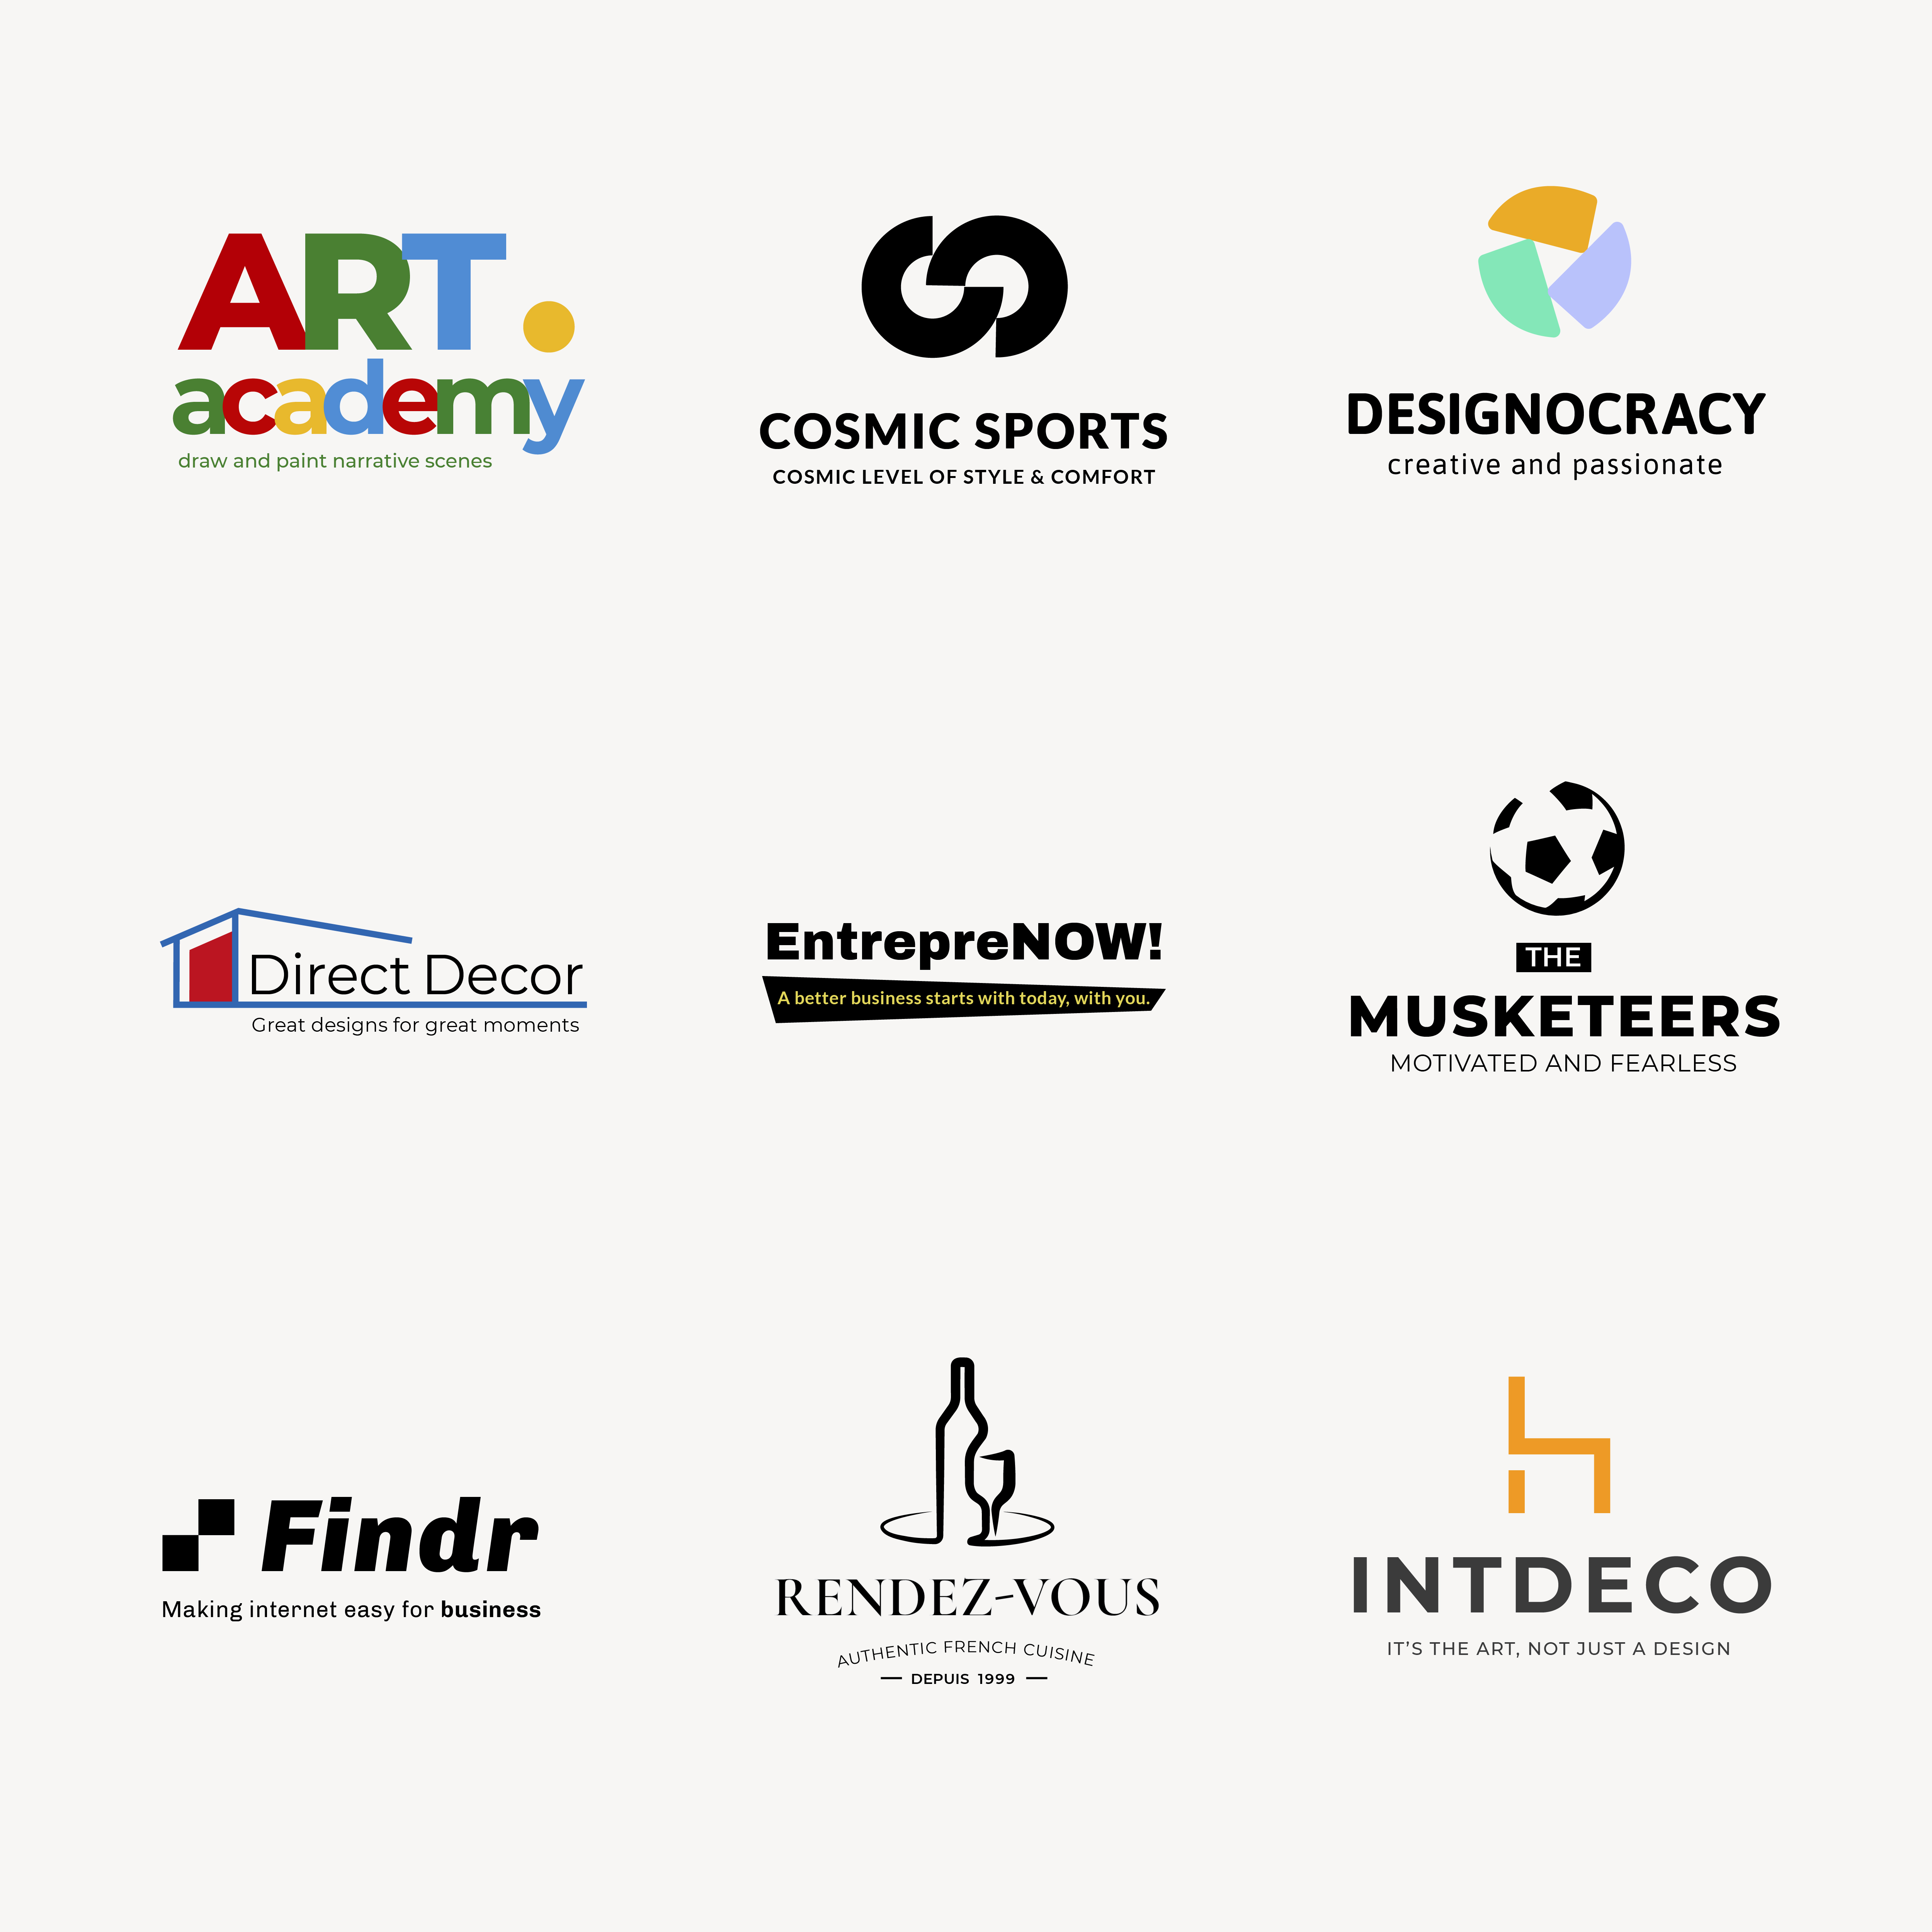 ART.
academy
draw and paint narrative scenes
COSMIC SPORTS
COSMIC LEVEL OF STYLE & COMFORT
DESIGNOCRACY
creative and passionate
Direct Decor
Great designs for great moments
EntrepreNOW!
A better business starts with today, with you.
THE
MUSKETEERS
MOTIVATED AND FEARLESS
Findr
Making internet easy for business
RENDEZ-VOUS
AUTHENTIC FRENCH CUISINE
DEPUIS 1999
INTDECO
IT'S THE ART, NOT JUST A DESIGN